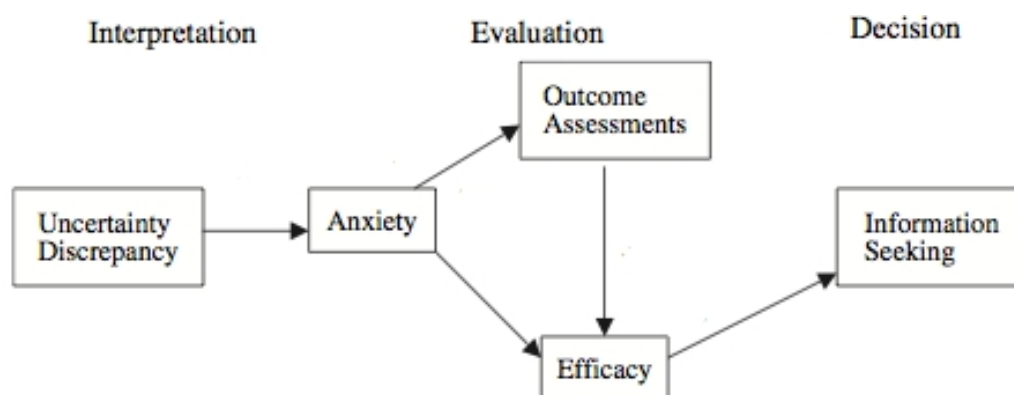 Interpretation
Evaluation
Decision
Outcome
Assessments
Uncertainty
Discrepancy
Anxiety
Information
Seeking
Efficacy